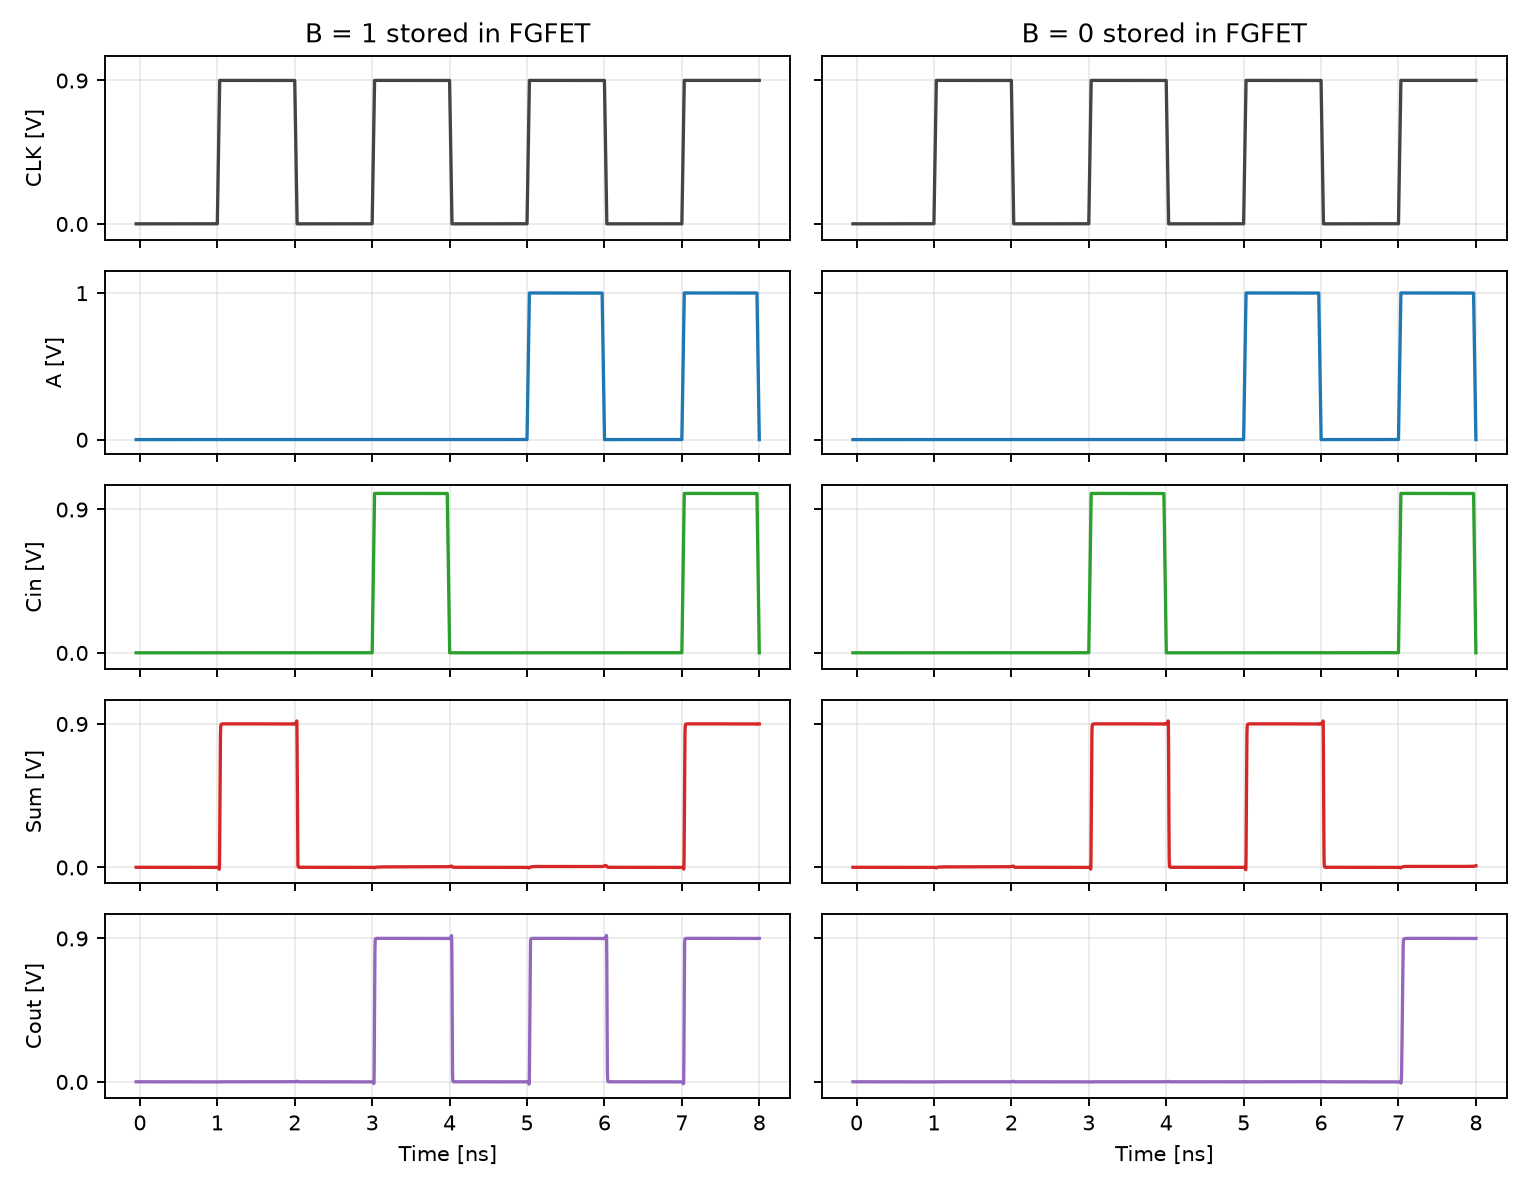 B = 1 stored in FGFET
B = 0 stored in FGFET
CLK [V]
0.9
0.0
A [V]
1
0
Cin [V]
0.9
0.0
Sum [V]
0.9
0.0
Cout [V]
0.9
0.0
0 1 2 3 4 5 6 7 8
0 1 2 3 4 5 6 7 8
Time [ns]
Time [ns]